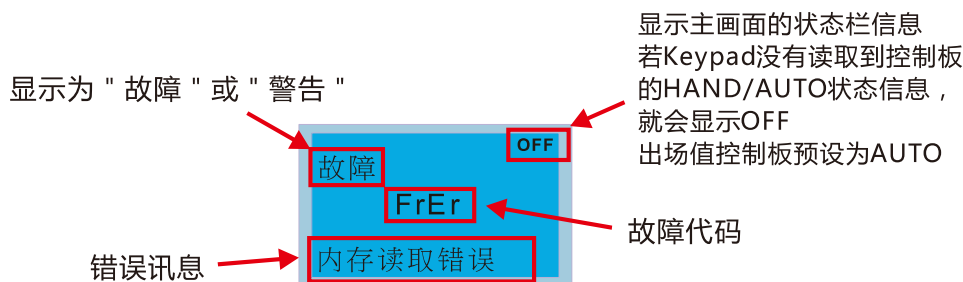 显示主画面的状态栏信息
若Keypad没有读取到控制板
的HAND/AUTO状态信息，
就会显示OFF
出场值控制板预设为AUTO
显示为＂故障＂或＂警告＂
OFF
故障
FrEr
故障代码
内存读取错误
错误讯息